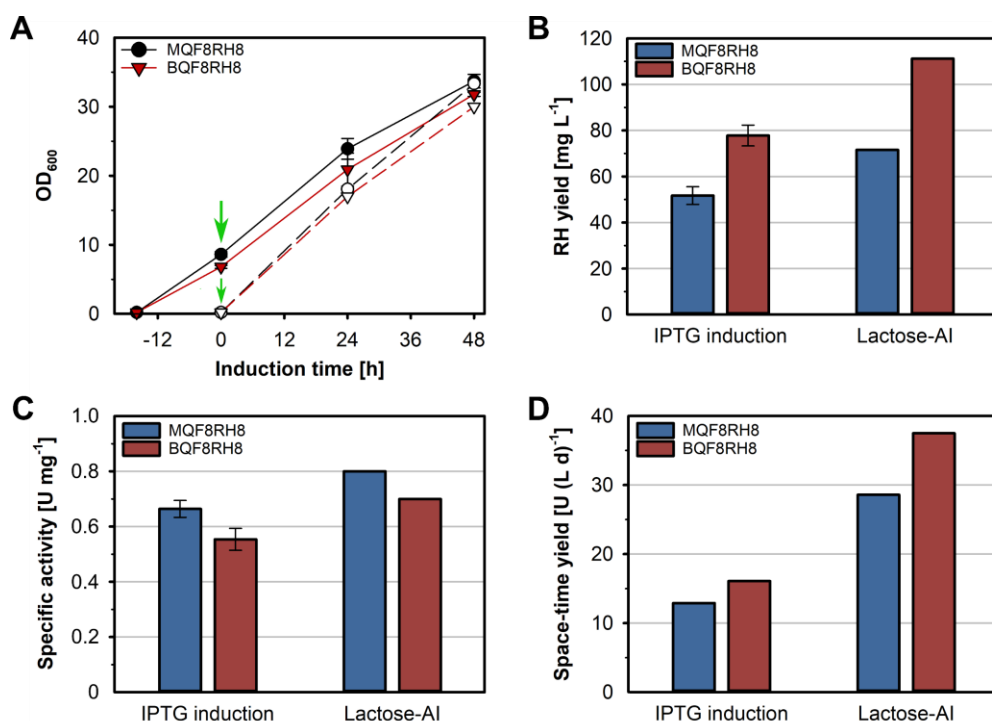 A
MQF8RH8
BQF8RH8
OD600
40
30
20
10
0
-12 0 12 24 36 48
Induction time [h]
B
MQF8RH8
BQF8RH8
RH yield [mg L-1]
120
100
80
60
40
20
0
IPTG induction Lactose-AI
C
MQF8RH8
BQF8RH8
Specific activity [U mg-1]
1.0
0.8
0.6
0.4
0.2
0
IPTG induction Lactose-AI
D
MQF8RH8
BQF8RH8
Space-time yield [U (L d)-1]
40
30
20
10
0
IPTG induction Lactose-AI